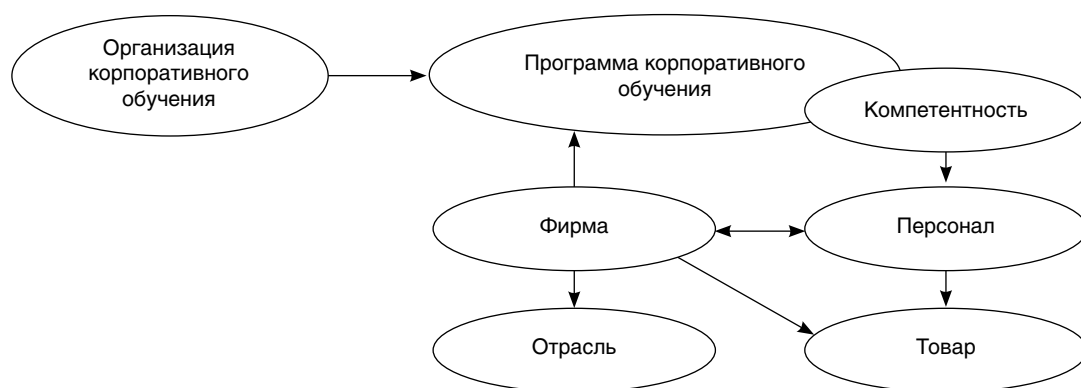 Организация
корпоративного
обучения
Программа корпоративного
обучения
Компетентность
Фирма
Персонал
Отрасль
Товар